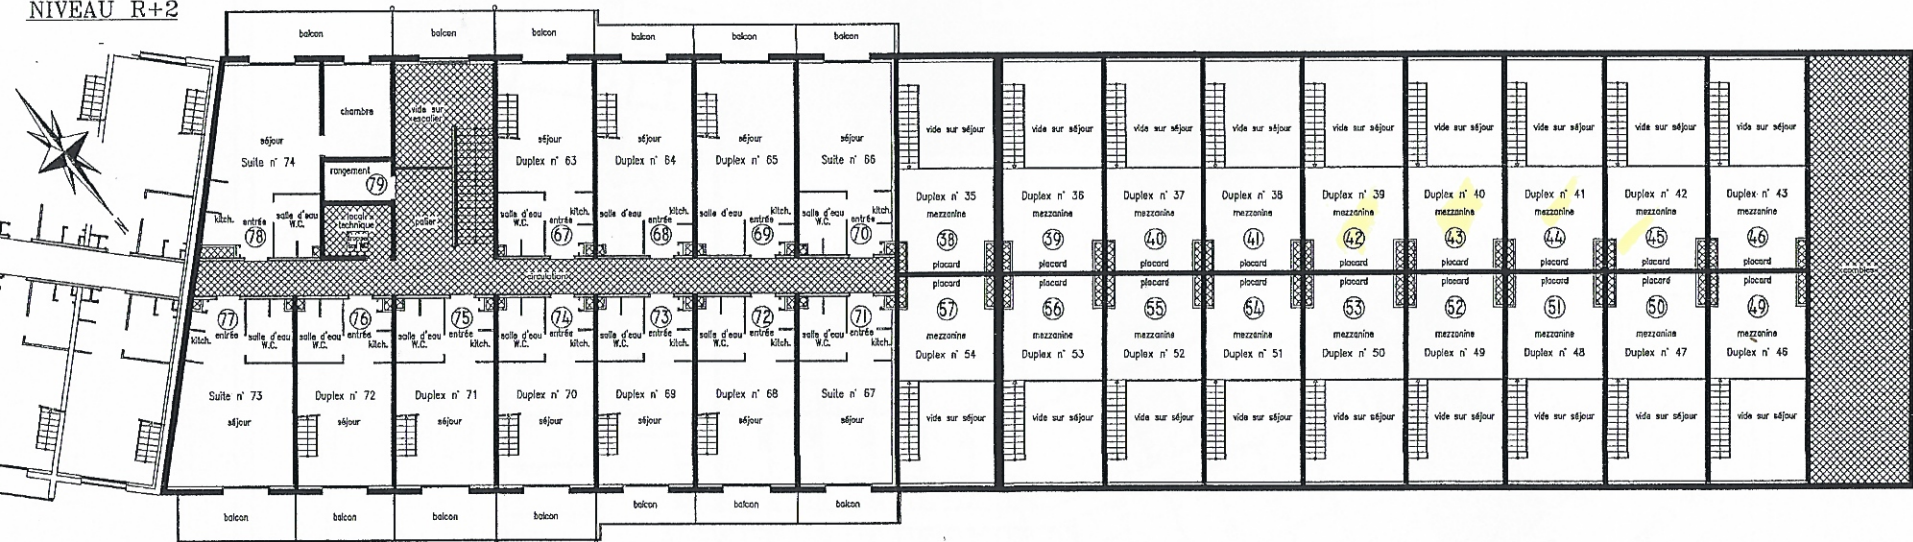 NIVEAU R+2
balcon balcon balcon balcon balcon balcon
séjour
Suite n° 74
kitch. entrée salle d'eau W.C.
78
chambre
rangement
79
local technique
vide sur escalier
palier
séjour séjour séjour séjour
Duplex n° 63 Duplex n° 64 Duplex n° 65 Suite n° 66
salle d'eau W.C. entrée kitch. salle d'eau entrée kitch. salle d'eau entrée kitch. salle d'eau W.C. entrée kitch.
67 68 69 70
vide sur séjour vide sur séjour vide sur séjour vide sur séjour vide sur séjour vide sur séjour vide sur séjour vide sur séjour vide sur séjour
Duplex n° 35 Duplex n° 36 Duplex n° 37 Duplex n° 38 Duplex n° 39 Duplex n° 40 Duplex n° 41 Duplex n° 42 Duplex n° 43
mezzanine mezzanine mezzanine mezzanine mezzanine mezzanine mezzanine mezzanine mezzanine
38 39 40 41 42 43 44 45 46
placard placard placard placard placard placard placard placard placard
circulation
combles
placard placard placard placard placard placard placard placard placard
77 76 75 74 73 72 71
57 56 55 54 53 52 51 50 49
kitch. entrée salle d'eau W.C. salle d'eau W.C. entrée kitch. salle d'eau W.C. entrée kitch. salle d'eau W.C. entrée kitch. salle d'eau W.C. entrée kitch. salle d'eau W.C. entrée kitch. salle d'eau W.C. entrée kitch.
mezzanine mezzanine mezzanine mezzanine mezzanine mezzanine mezzanine mezzanine mezzanine
Duplex n° 54 Duplex n° 53 Duplex n° 52 Duplex n° 51 Duplex n° 50 Duplex n° 49 Duplex n° 48 Duplex n° 47 Duplex n° 46
Suite n° 73 Duplex n° 72 Duplex n° 71 Duplex n° 70 Duplex n° 69 Duplex n° 68 Suite n° 67
séjour séjour séjour séjour séjour séjour séjour
vide sur séjour vide sur séjour vide sur séjour vide sur séjour vide sur séjour vide sur séjour vide sur séjour vide sur séjour vide sur séjour
balcon balcon balcon balcon balcon balcon balcon